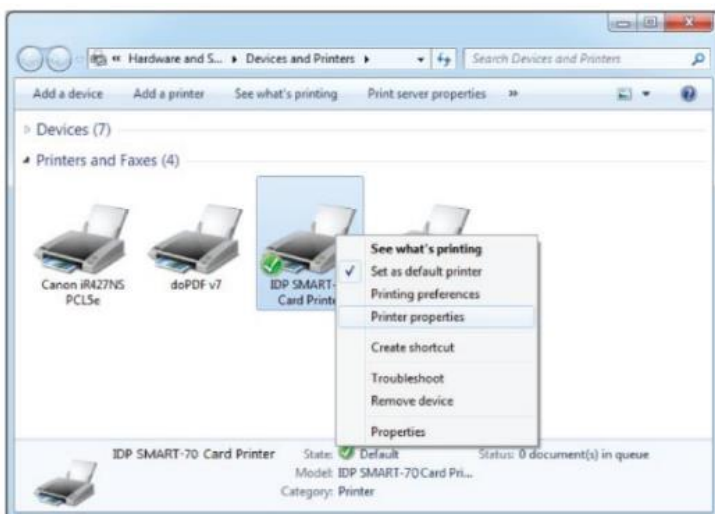 « Hardware and S... ▸ Devices and Printers ▸ Search Devices and Printers
Add a device Add a printer See what's printing Print server properties »
Devices (7)
Printers and Faxes (4)
Canon iR427NS
PCL5e
doPDF v7
IDP SMART-
Card Printe
See what's printing
Set as default printer
Printing preferences
Printer properties
Create shortcut
Troubleshoot
Remove device
Properties
IDP SMART-70 Card Printer State: Default Status: 0 document(s) in queue
Model: IDP SMART-70 Card Pri...
Category: Printer